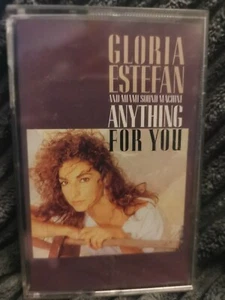 GLORIA
ESTEFAN
AND MIAMI SOUND MACHINE
ANYTHING
FOR YOU